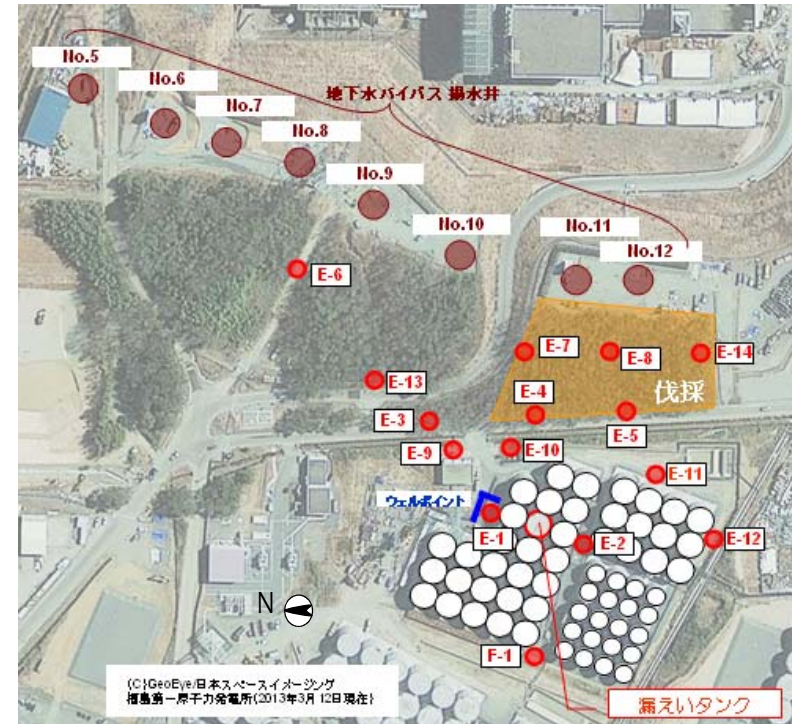 No.5
No.6
No.7
No.8
地下水バイパス 揚水井
No.9
No.10
No.11
No.12
E-6
E-7
E-8
E-14
E-13
伐採
E-4
E-3
E-5
E-9
E-10
E-11
ウェルポイント
E-1
E-2
E-12
N
F-1
(C)GeoEye/日本スペースイメージング
福島第一原子力発電所(2013年3月12日現在)
漏えいタンク